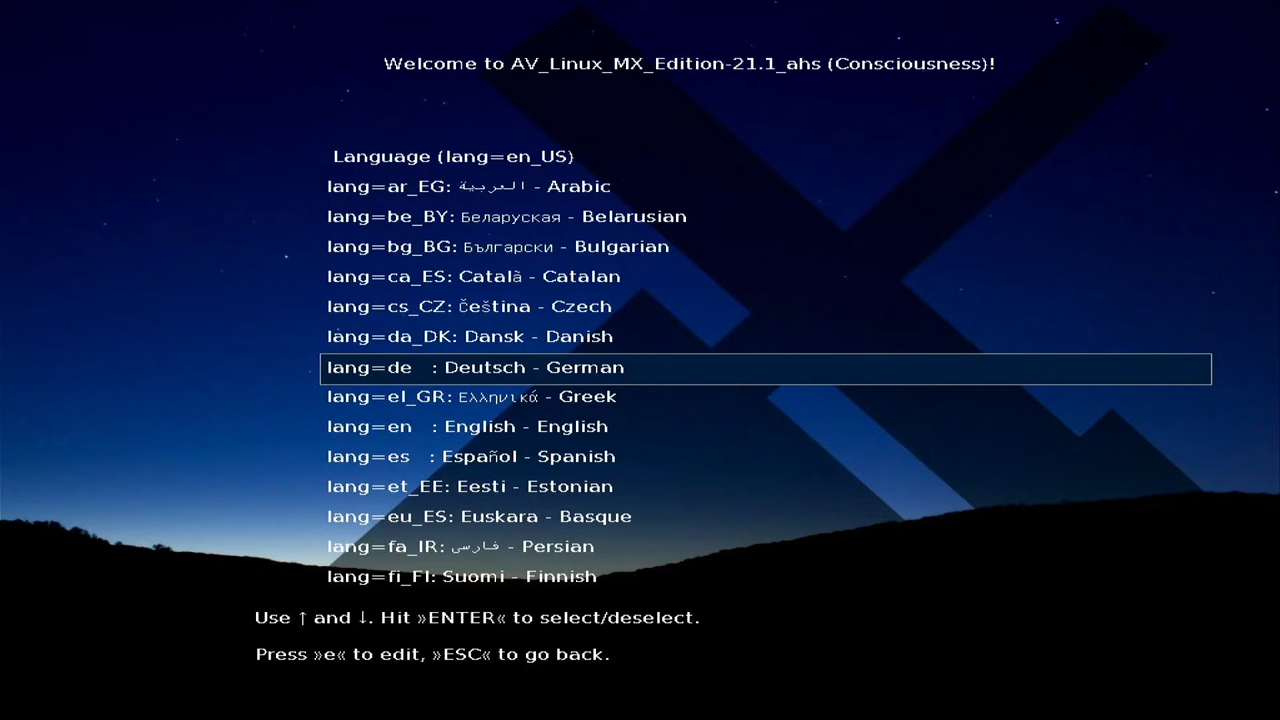 Welcome to AV_Linux_MX_Edition-21.1_ahs (Consciousness)!
Language (lang=en_US)
lang=ar_EG: العربية - Arabic
lang=be_BY: Беларуская - Belarusian
lang=bg_BG: Български - Bulgarian
lang=ca_ES: Català - Catalan
lang=cs_CZ: Čeština - Czech
lang=da_DK: Dansk - Danish
lang=de : Deutsch - German
lang=el_GR: Ελληνικά - Greek
lang=en : English - English
lang=es : Español - Spanish
lang=et_EE: Eesti - Estonian
lang=eu_ES: Euskara - Basque
lang=fa_IR: فارسی - Persian
lang=fi_FI: Suomi - Finnish
Use ↑ and ↓. Hit »ENTER« to select/deselect.
Press »e« to edit, »ESC« to go back.